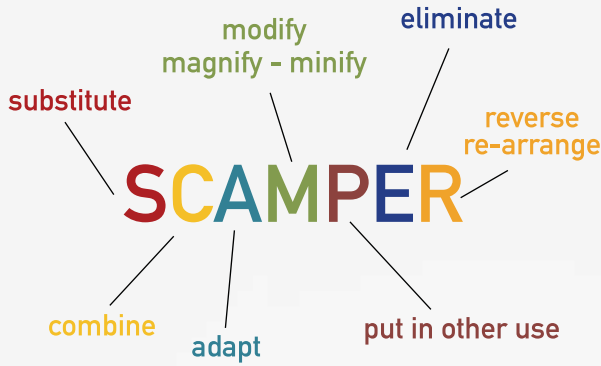 eliminate
modify
magnify - minify
substitute
reverse
re-arrange
SCAMPER
combine
adapt
put in other use